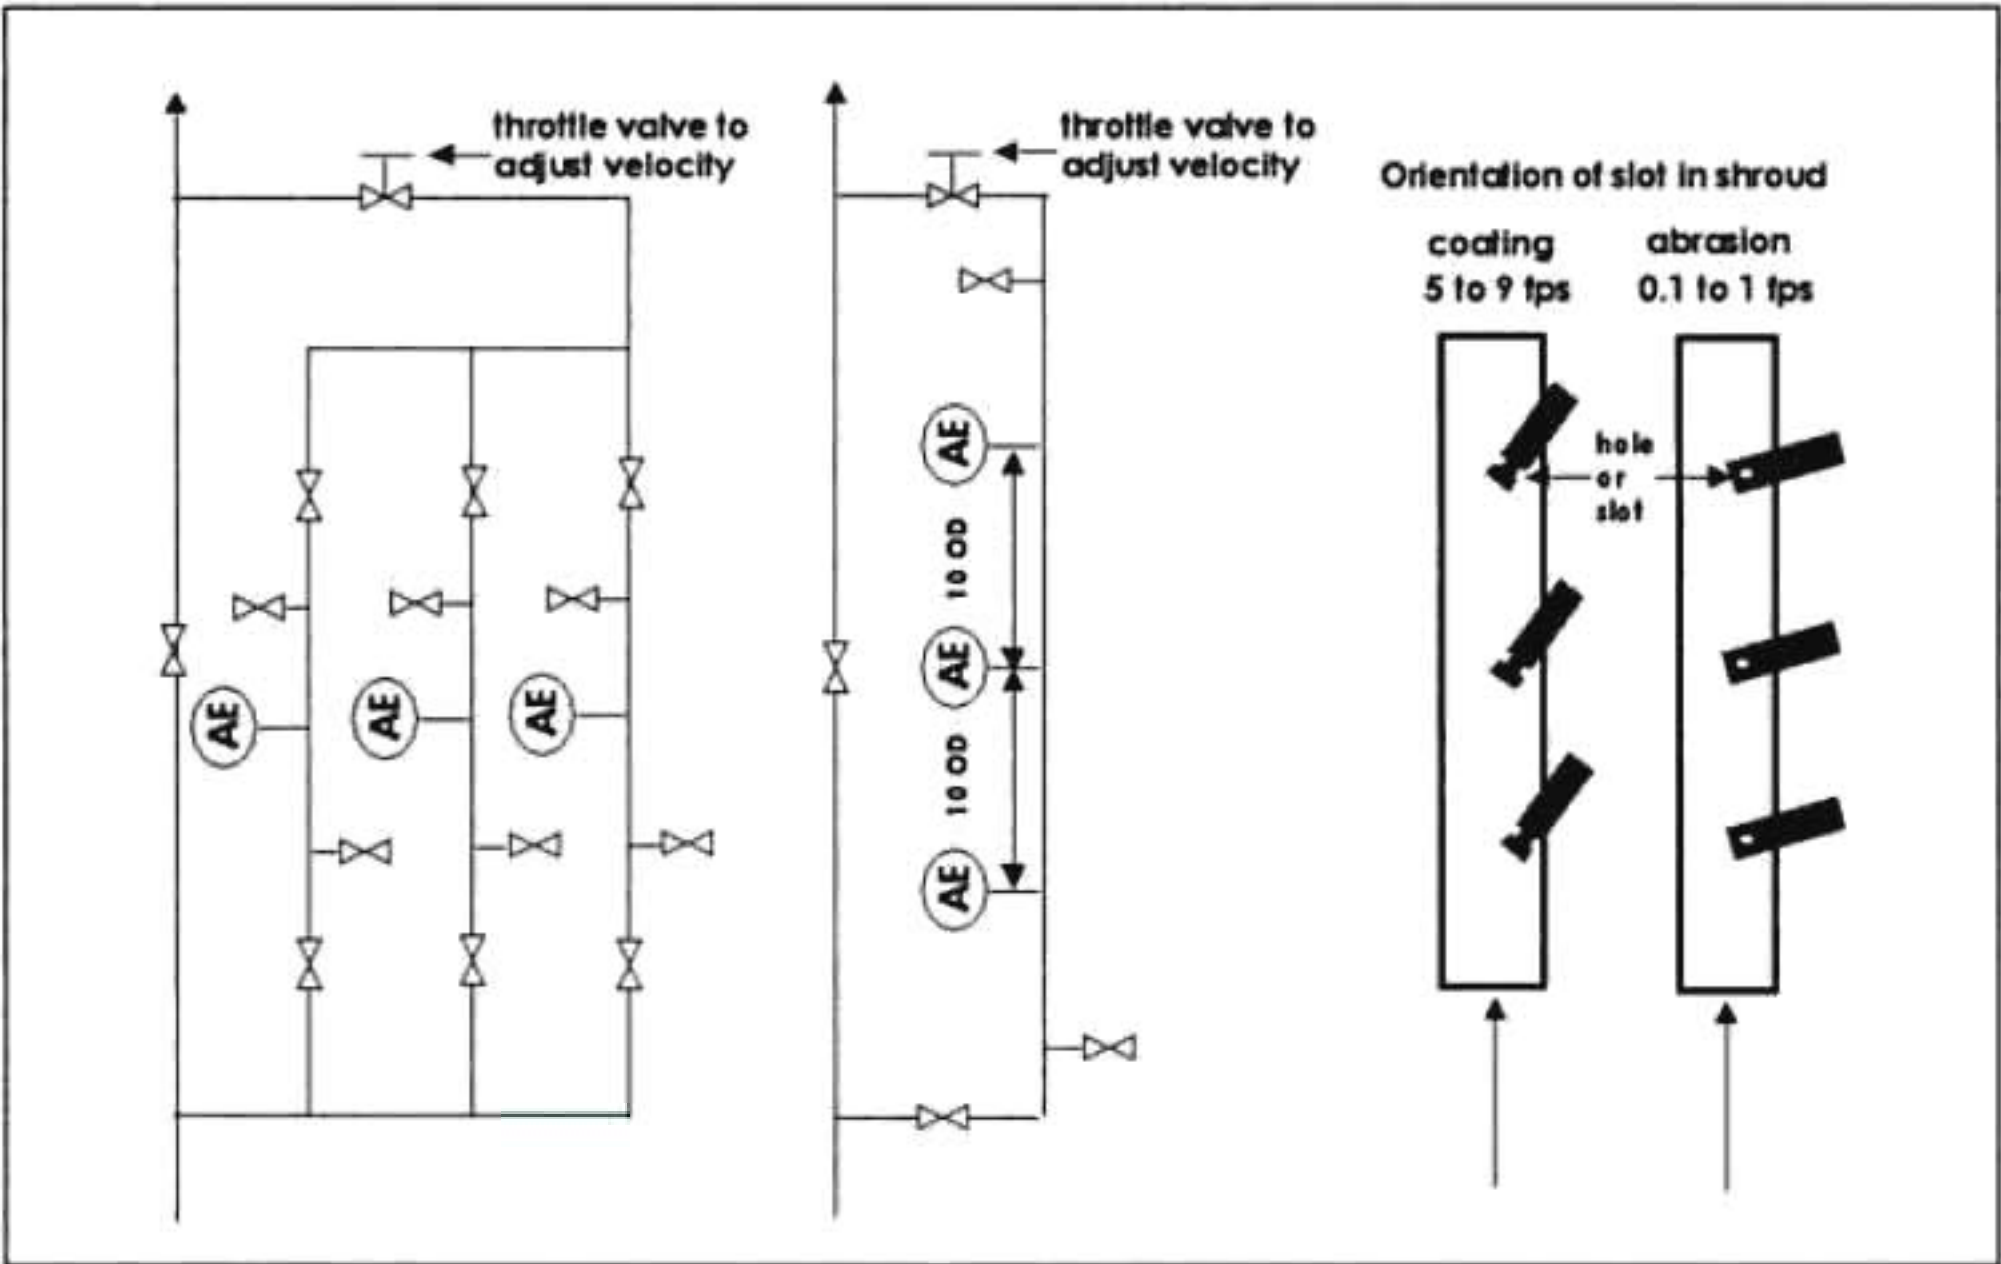 throttle valve to
adjust velocity
AE
AE
AE
throttle valve to
adjust velocity
AE
10 OD
AE
10 OD
AE
Orientation of slot in shroud
coating
5 to 9 fps
abrasion
0.1 to 1 fps
hole
or
slot